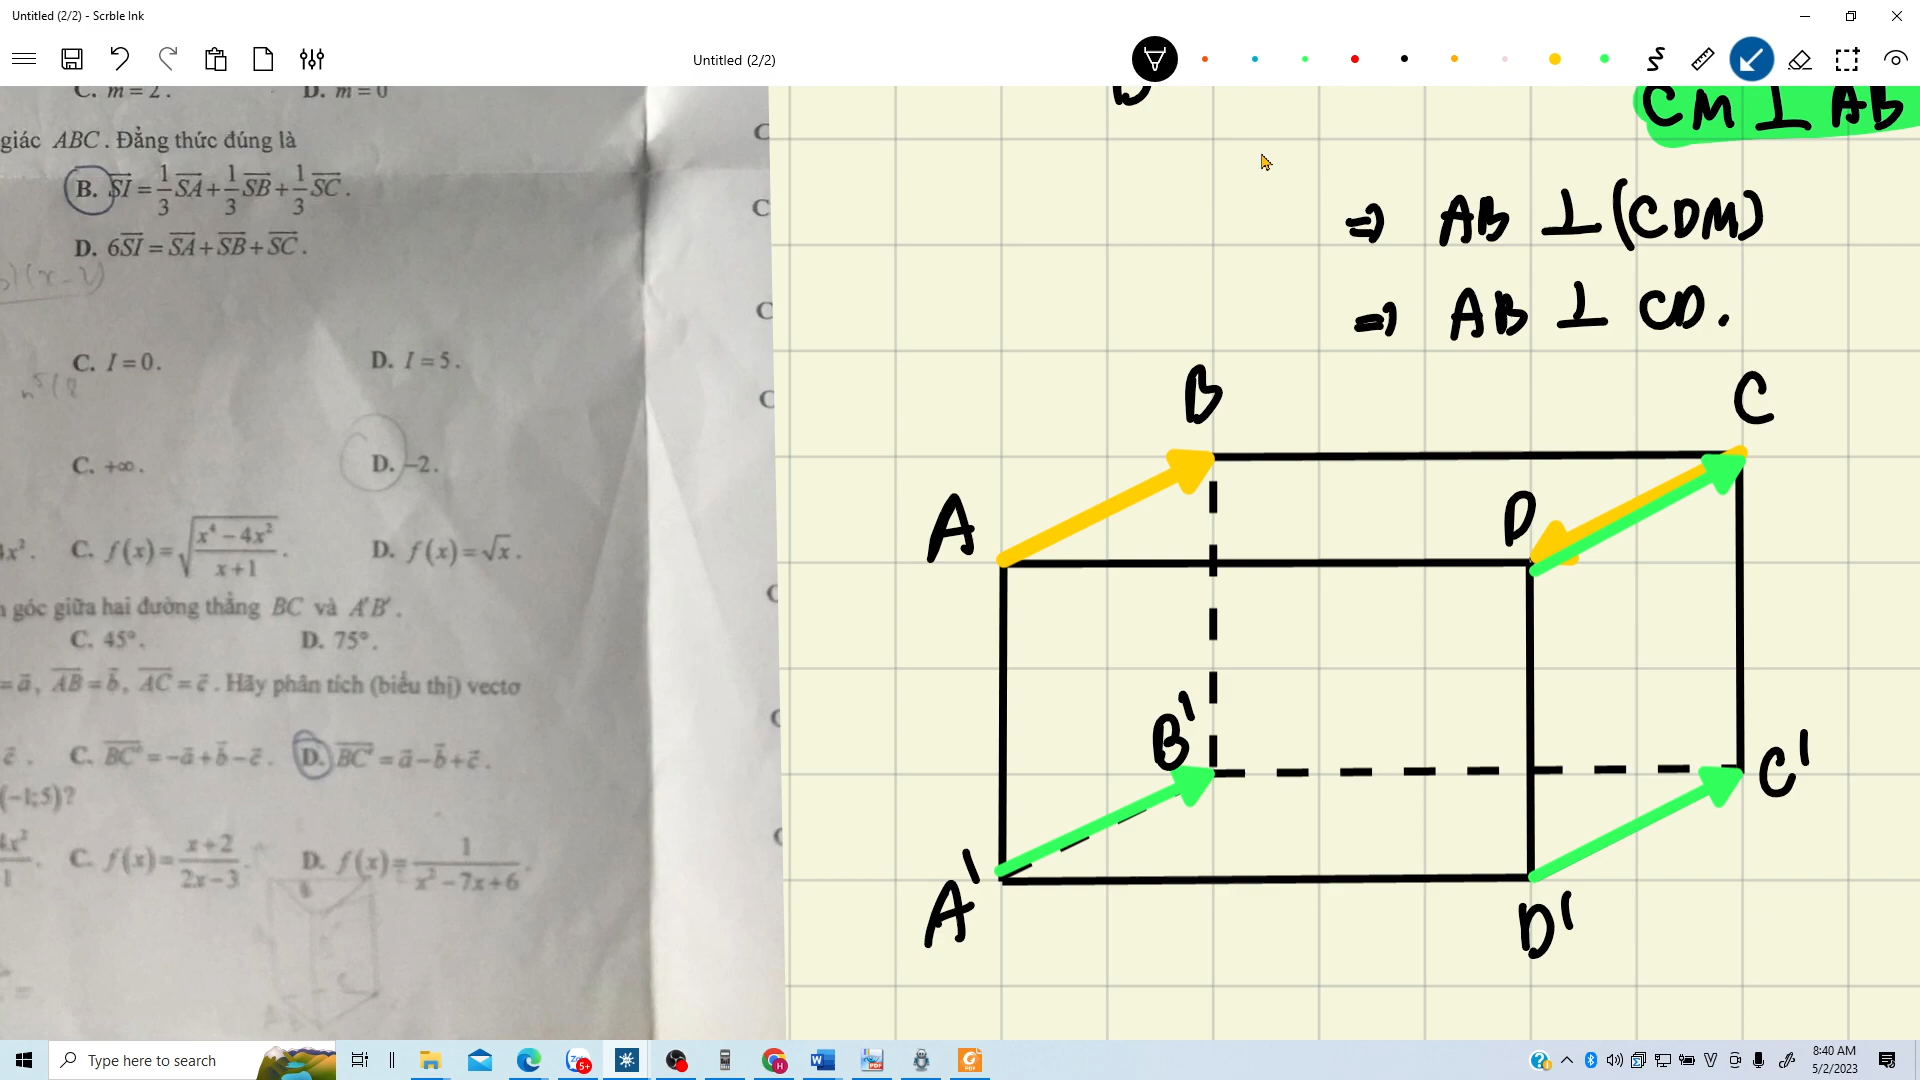 Untitled (2/2) - Scrble Ink
Untitled (2/2)
C. m = 2 .
D. m = 0
giác ABC . Đẳng thức đúng là
B. SI = 1/3 SA + 1/3 SB + 1/3 SC .
D. 6SI = SA + SB + SC .
C. I = 0.
D. I = 5 .
C. +∞ .
D. -2 .
x². C. f(x) = √((x⁴ - 4x²)/(x+1)) .
D. f(x) = √x .
góc giữa hai đường thẳng BC và A'B' .
C. 45° .
D. 75° .
= a, AB = b, AC = c . Hãy phân tích (biểu thị) vectơ
c . C. BC' = -a + b - c .
D. BC' = a - b + c .
(-1;5)?
C. f(x) = (x+2)/(2x-3) .
D. f(x) = 1/(x² - 7x + 6) .
CM ⊥ AB
=> AB ⊥ (CDM)
=> AB ⊥ CD.
B
C
A
D
B'
C'
A'
D'
Type here to search
5+
8:40 AM
5/2/2023